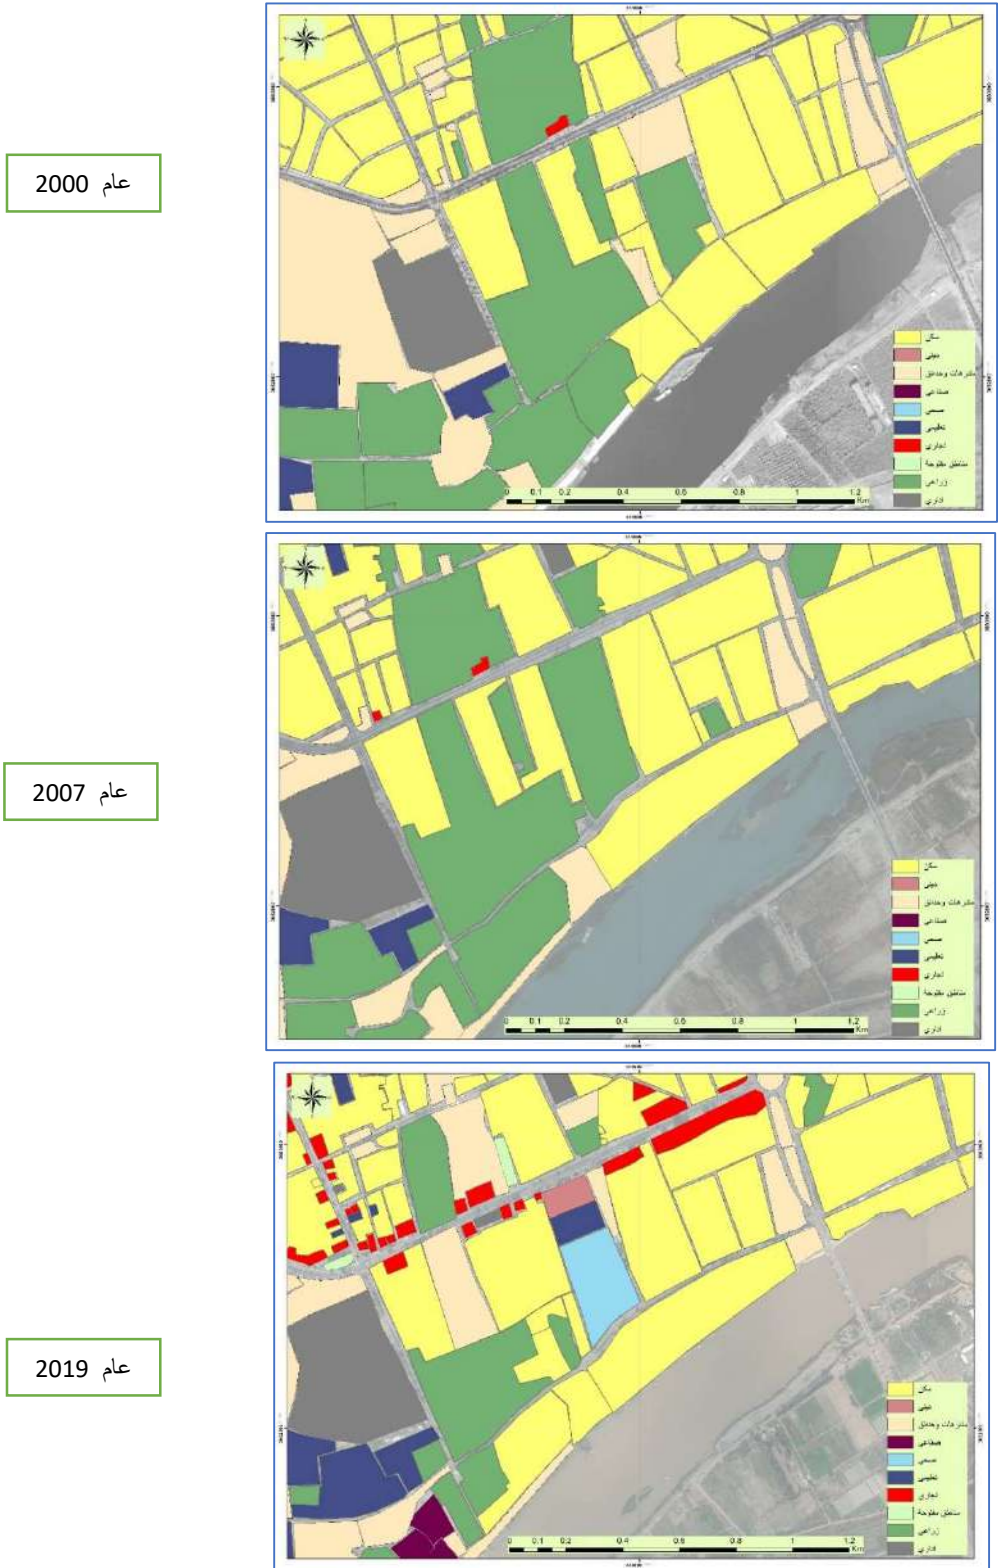 عام 2000
سكن
ديني
متنزهات وحدائق
صناعي
صحي
تعليمي
تجاري
مناطق مفتوحة
زراعي
اداري
0 0.1 0.2 0.4 0.6 0.8 1 1.2
Km
عام 2007
سكن
ديني
متنزهات وحدائق
صناعي
صحي
تعليمي
تجاري
مناطق مفتوحة
زراعي
اداري
0 0.1 0.2 0.4 0.6 0.8 1 1.2
Km
عام 2019
سكن
ديني
متنزهات وحدائق
صناعي
صحي
تعليمي
تجاري
مناطق مفتوحة
زراعي
اداري
0 0.1 0.2 0.4 0.6 0.8 1 1.2
Km